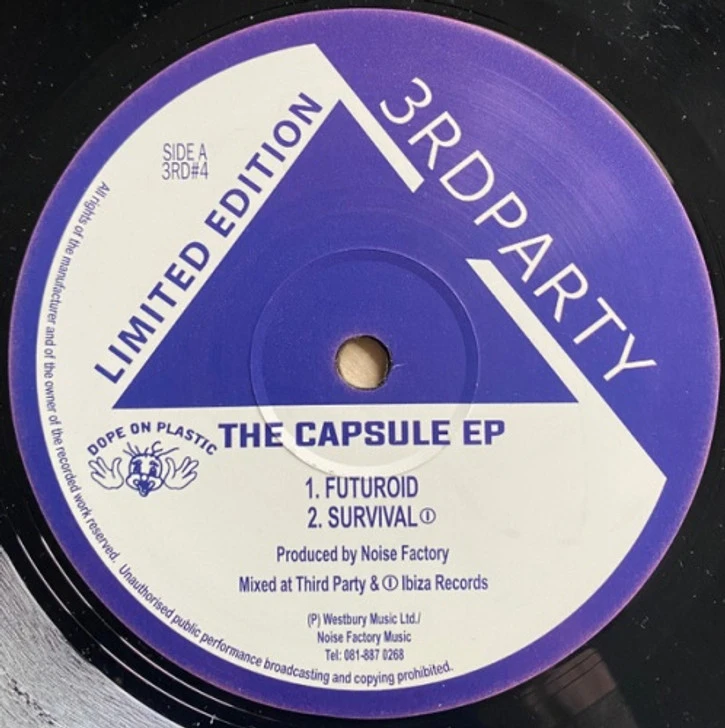 3RDPARTY
LIMITED EDITION
SIDE A
3RD#4
DOPE ON PLASTIC
THE CAPSULE EP
1. FUTUROID
2. SURVIVALⒾ
Produced by Noise Factory
Mixed at Third Party & Ⓘ Ibiza Records
(P) Westbury Music Ltd./
Noise Factory Music
Tel: 081-887 0268
All rights of the manufacturer and of the owner of the recorded work reserved. Unauthorised public performance broadcasting and copying prohibited.